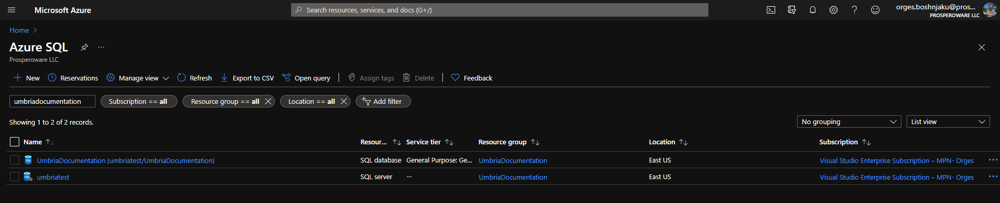 Microsoft Azure
Search resources, services, and docs (G+/)
orges.boshnjaku@pros...
PROSPEROWARE LLC
Home
Azure SQL
Prosperoware LLC
New Reservations Manage view Refresh Export to CSV Open query Assign tags Delete Feedback
umbriadocumentation Subscription == all Resource group == all Location == all Add filter
Showing 1 to 2 of 2 records. No grouping List view
Name Resour... Service tier Resource group Location Subscription
UmbriaDocumentation (umbriatest/UmbriaDocumentation) SQL database General Purpose: Ge... UmbriaDocumentation East US Visual Studio Enterprise Subscription – MPN- Orges
umbriatest SQL server -- UmbriaDocumentation East US Visual Studio Enterprise Subscription – MPN- Orges